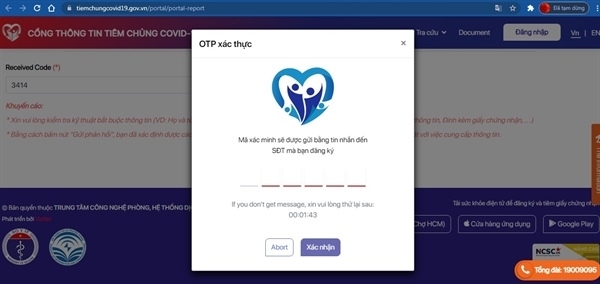 tiemchungcovid19.gov.vn/portal/portal-report
Đã tạm dừng
CỔNG THÔNG TIN TIÊM CHỦNG COVID-
Tra cứu
Document
Đăng nhập
Vn
EN
OTP xác thực
×
Received Code (*)
3414
Khuyến cáo:
* Xin vui lòng kiểm tra kỹ thuật bắt buộc thông tin (VD: Họ và tê
thông tin, Đính kèm giấy chứng nhận, ...)
* Bằng cách bấm nút "Gửi phản hồi", bạn đã xác định được các
luật với việc cung cấp thông tin.
Mã xác minh sẽ được gửi bằng tin nhắn đến
SĐT mà bạn đăng ký
If you don't get message, xin vui lòng thử lại sau:
00:01:43
Abort
Xác nhận
© Bản quyền thuộc TRUNG TÂM CÔNG NGHỆ PHÒNG, HỆ THỐNG ĐI
Phát triển bởi
Tải sức khỏe điện tử để đăng ký và tiêm giấy chứng nhận
Chợ HCM)
Cửa hàng ứng dụng
Google Play
BỘ Y TẾ
NCSC
Tổng đài: 19009095